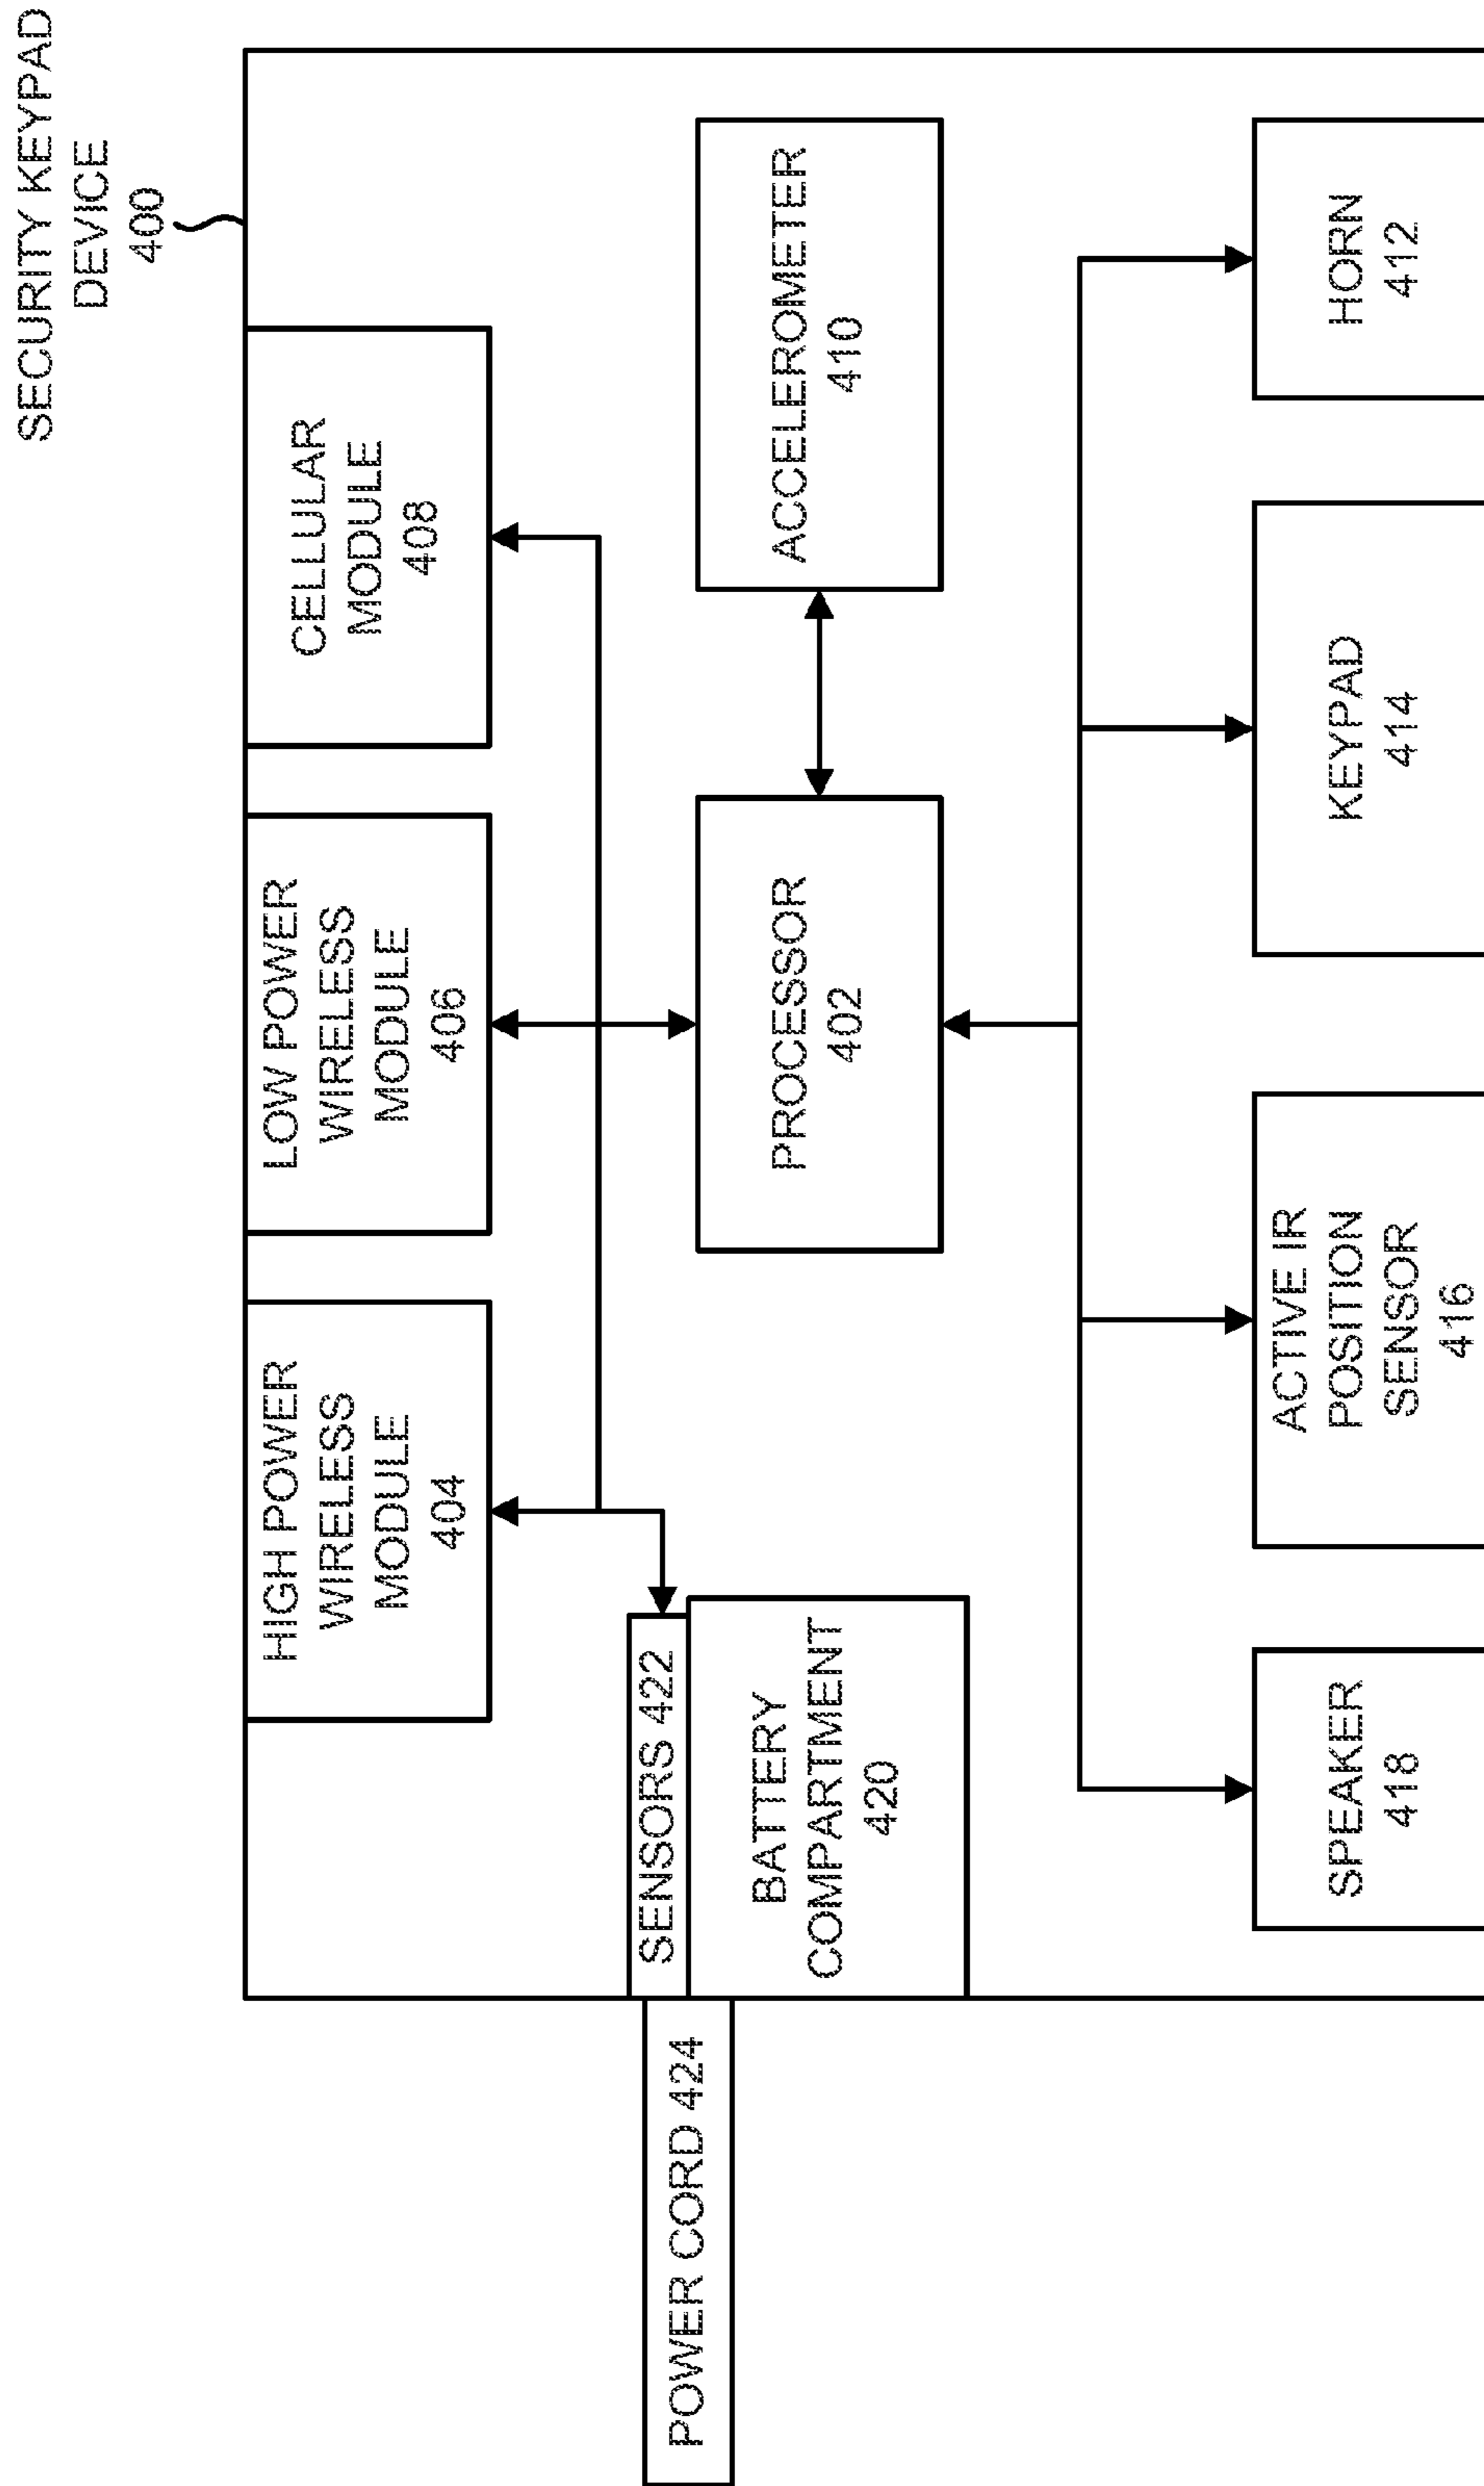 SECURITY KEYPAD
DEVICE
400
HIGH POWER
WIRELESS
MODULE
404
LOW POWER
WIRELESS
MODULE
406
CELLULAR
MODULE
408
POWER CORD 424
SENSORS 422
BATTERY
COMPARTMENT
420
PROCESSOR
402
ACCELEROMETER
410
SPEAKER
418
ACTIVE IR
POSITION
SENSOR
416
KEYPAD
414
HORN
412